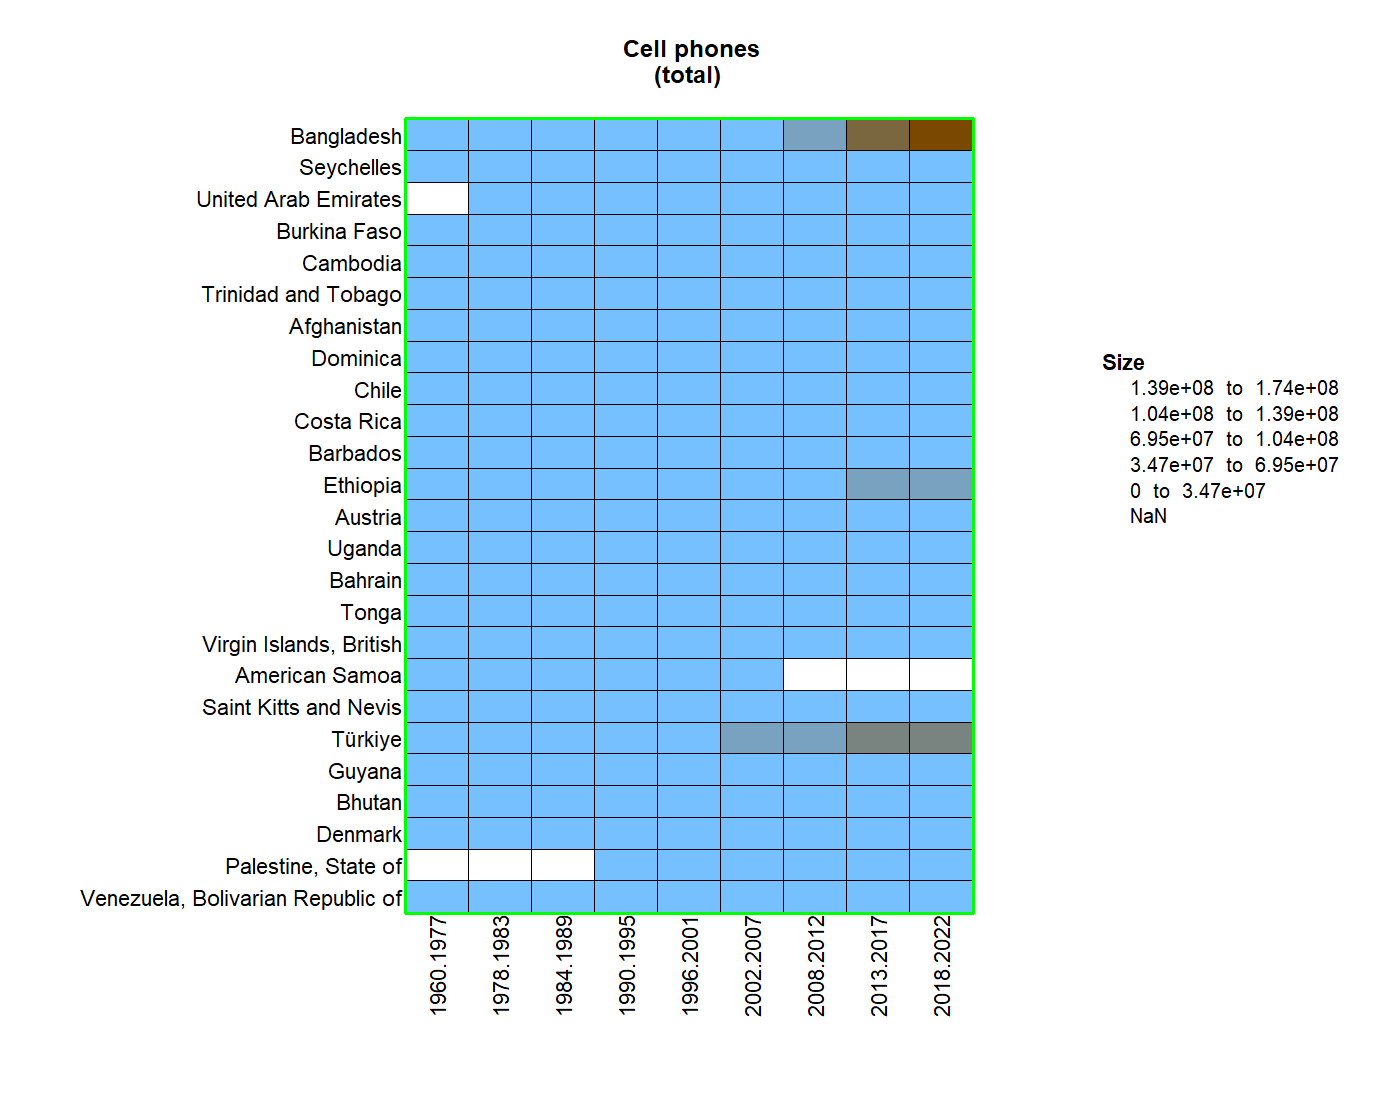 Cell phones
(total)
Bangladesh
Seychelles
United Arab Emirates
Burkina Faso
Cambodia
Trinidad and Tobago
Afghanistan
Dominica
Chile
Costa Rica
Barbados
Ethiopia
Austria
Uganda
Bahrain
Tonga
Virgin Islands, British
American Samoa
Saint Kitts and Nevis
Türkiye
Guyana
Bhutan
Denmark
Palestine, State of
Venezuela, Bolivarian Republic of
1960.1977
1978.1983
1984.1989
1990.1995
1996.2001
2002.2007
2008.2012
2013.2017
2018.2022
Size
1.39e+08 to 1.74e+08
1.04e+08 to 1.39e+08
6.95e+07 to 1.04e+08
3.47e+07 to 6.95e+07
0 to 3.47e+07
NaN